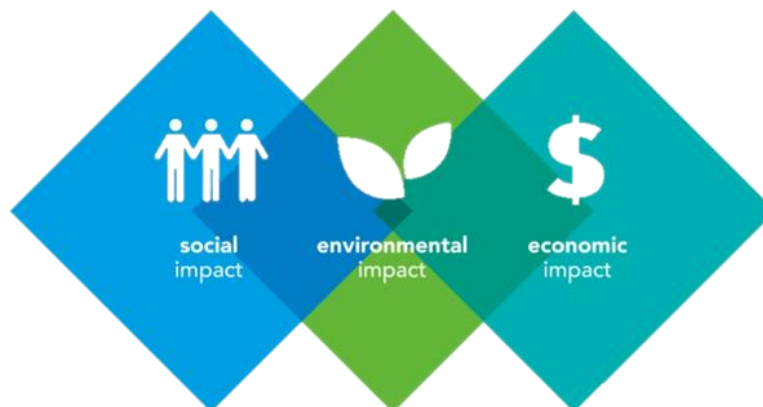 social
impact
environmental
impact
economic
impact